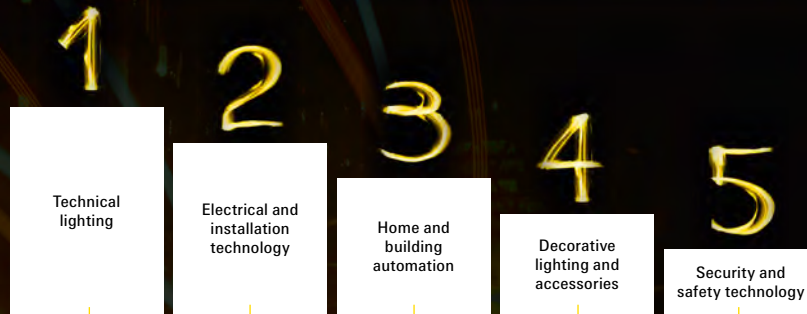 1
Technical
lighting
2
Electrical and
installation
technology
3
Home and
building
automation
4
Decorative
lighting and
accessories
5
Security and
safety technology